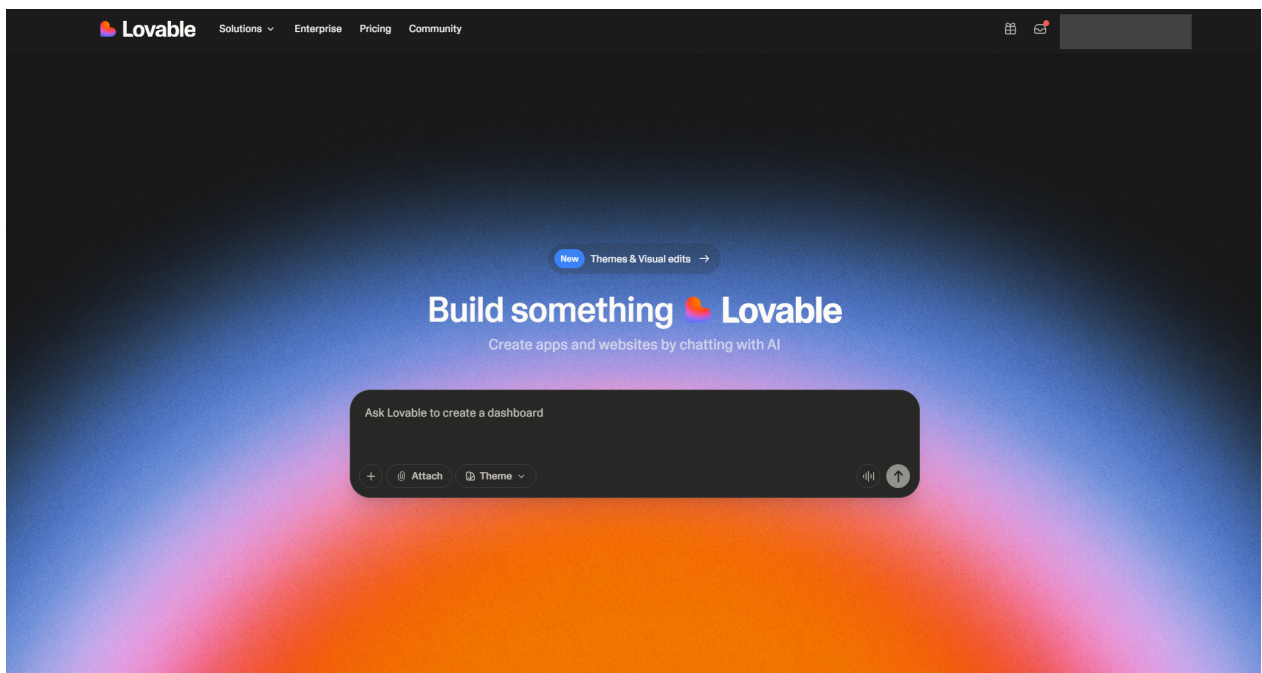 Lovable Solutions Enterprise Pricing Community
New Themes & Visual edits →
Build something Lovable
Create apps and websites by chatting with AI
Ask Lovable to create a dashboard
+ Attach Theme